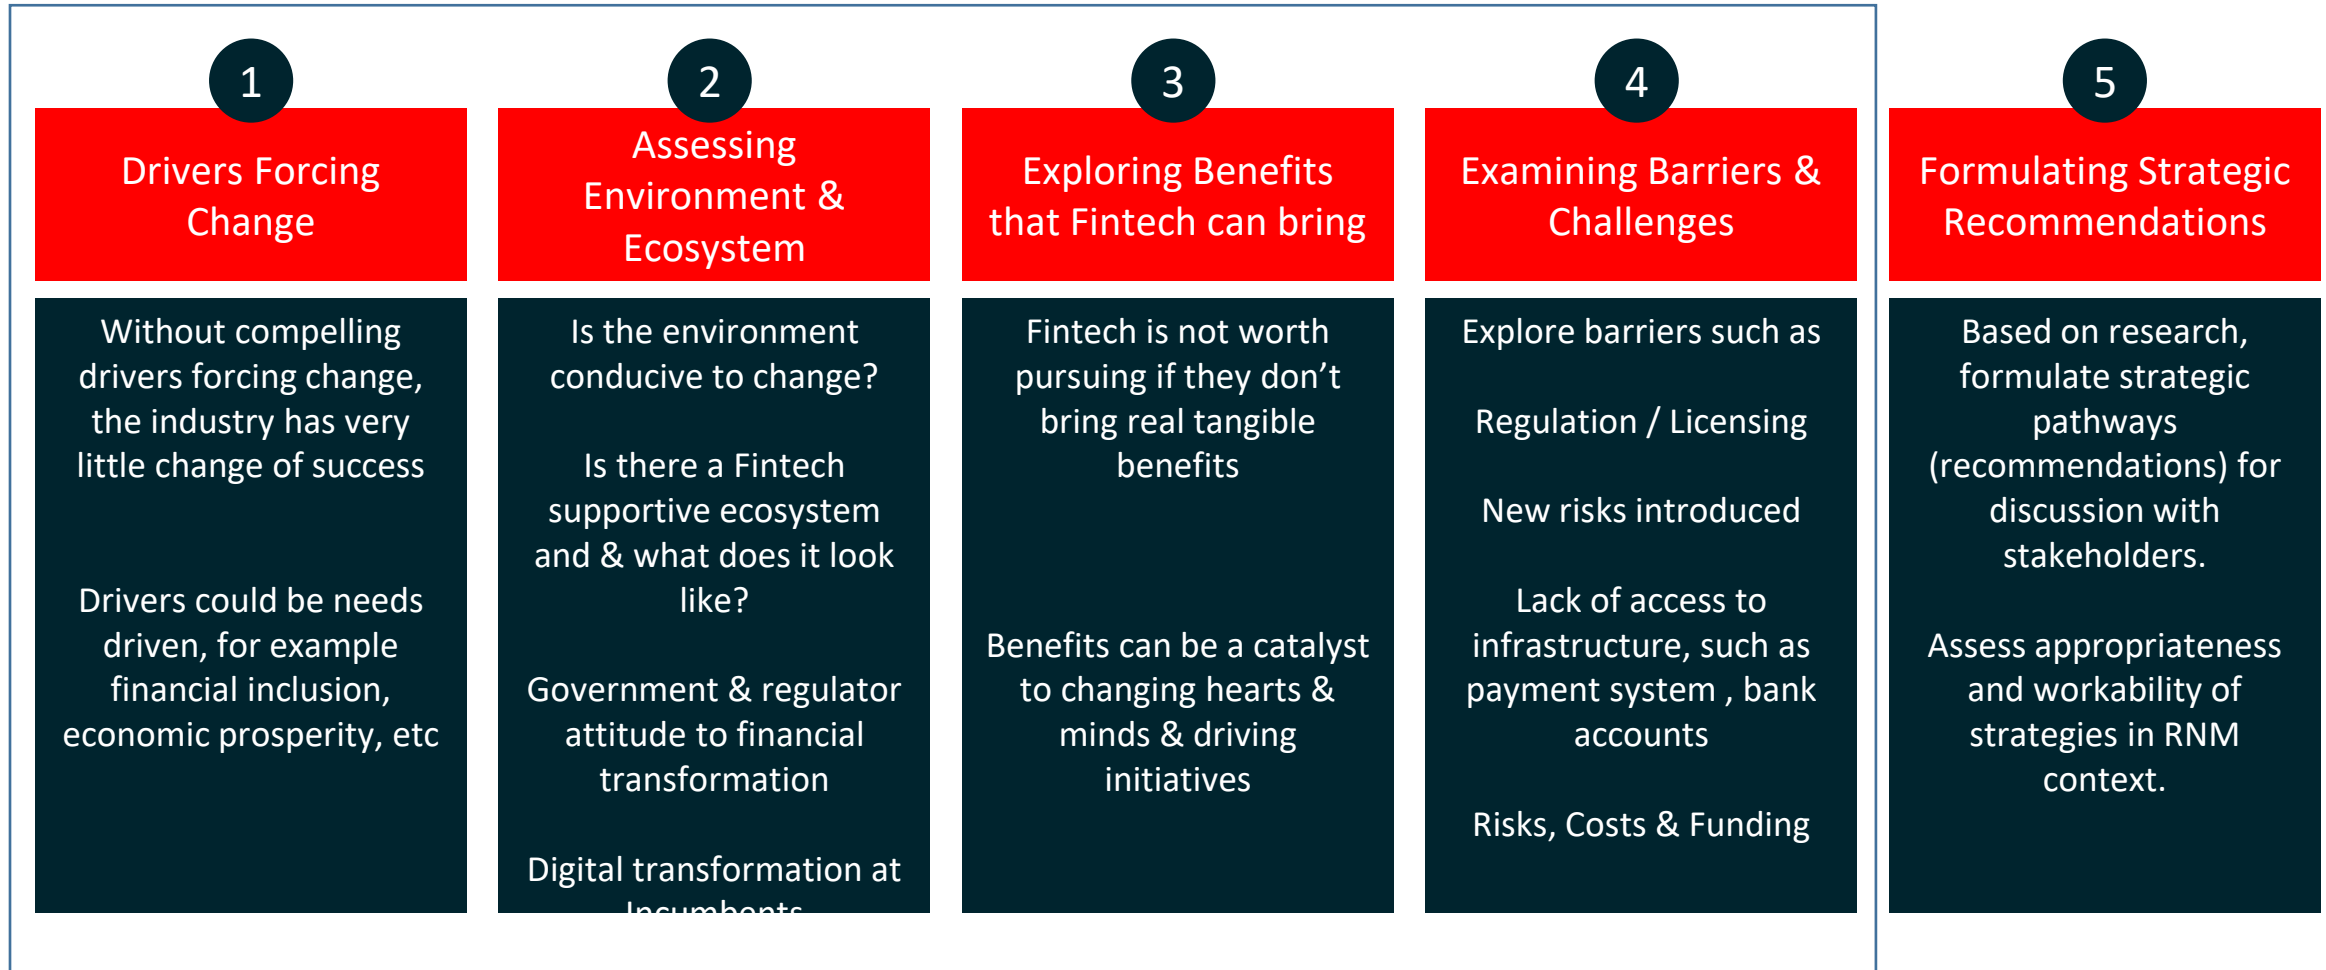 1
Drivers Forcing
Change
Without compelling
drivers forcing change,
the industry has very
little change of success
Drivers could be needs
driven, for example
financial inclusion,
economic prosperity, etc
2
Assessing
Environment &
Ecosystem
Is the environment
conducive to change?
Is there a Fintech
supportive ecosystem
and & what does it look
like?
Government & regulator
attitude to financial
transformation
Digital transformation at
Incumbents
3
Exploring Benefits
that Fintech can bring
Fintech is not worth
pursuing if they don’t
bring real tangible
benefits
Benefits can be a catalyst
to changing hearts &
minds & driving
initiatives
4
Examining Barriers &
Challenges
Explore barriers such as
Regulation / Licensing
New risks introduced
Lack of access to
infrastructure, such as
payment system , bank
accounts
Risks, Costs & Funding
5
Formulating Strategic
Recommendations
Based on research,
formulate strategic
pathways
(recommendations) for
discussion with
stakeholders.
Assess appropriateness
and workability of
strategies in RNM
context.